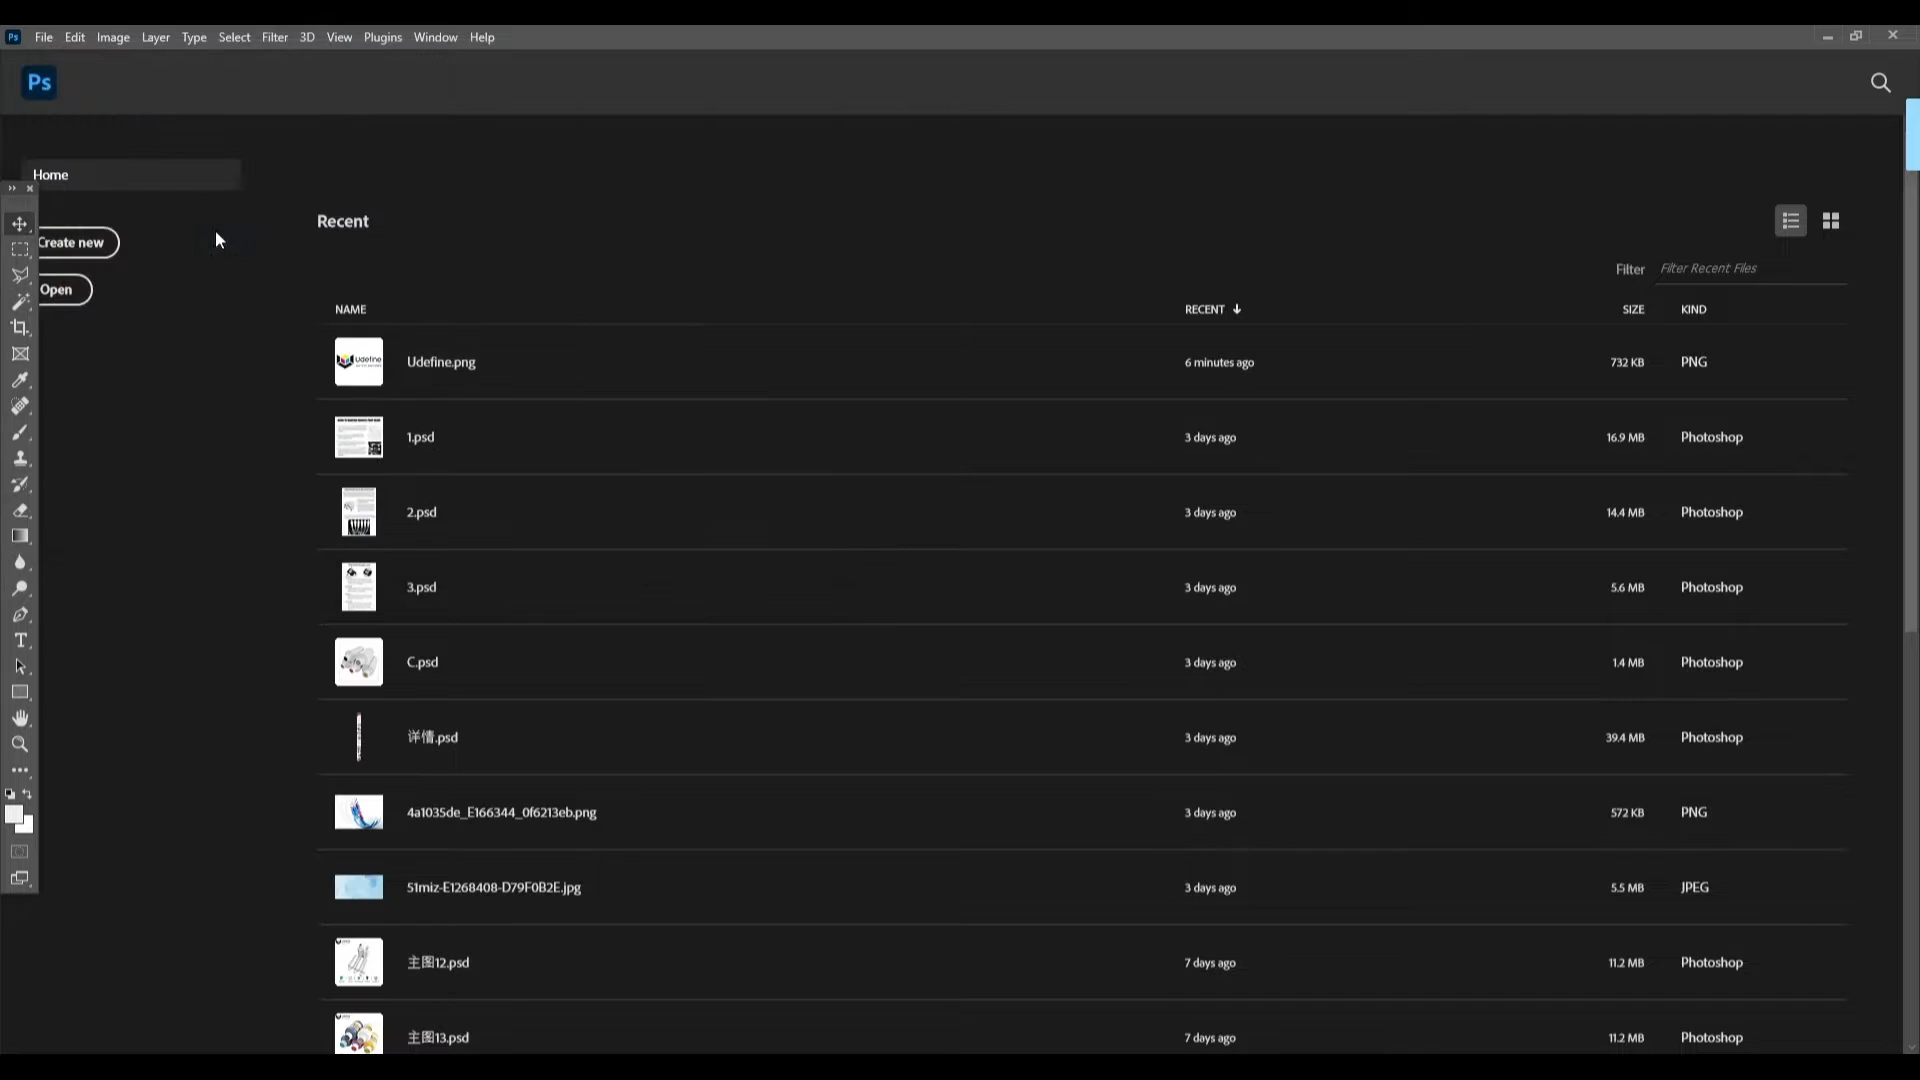 Ps File Edit Image Layer Type Select Filter 3D View Plugins Window Help
Ps
Home
Create new
Open
Recent
Filter Filter Recent Files
NAME RECENT SIZE KIND
Udefine
Udefine.png 6 minutes ago 732 KB PNG
1.psd 3 days ago 16.9 MB Photoshop
2.psd 3 days ago 14.4 MB Photoshop
3.psd 3 days ago 5.6 MB Photoshop
C.psd 3 days ago 1.4 MB Photoshop
详情.psd 3 days ago 39.4 MB Photoshop
4a1035de_E166344_0f6213eb.png 3 days ago 572 KB PNG
51miz-E1268408-D79F0B2E.jpg 3 days ago 5.5 MB JPEG
主图12.psd 7 days ago 11.2 MB Photoshop
主图13.psd 7 days ago 11.2 MB Photoshop